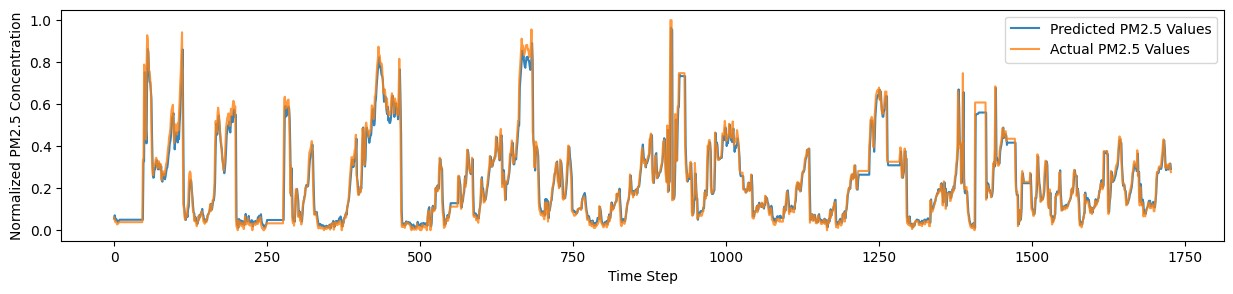 Normalized PM2.5 Concentration
1.0
0.8
0.6
0.4
0.2
0.0
Predicted PM2.5 Values
Actual PM2.5 Values
0 250 500 750 1000 1250 1500 1750
Time Step